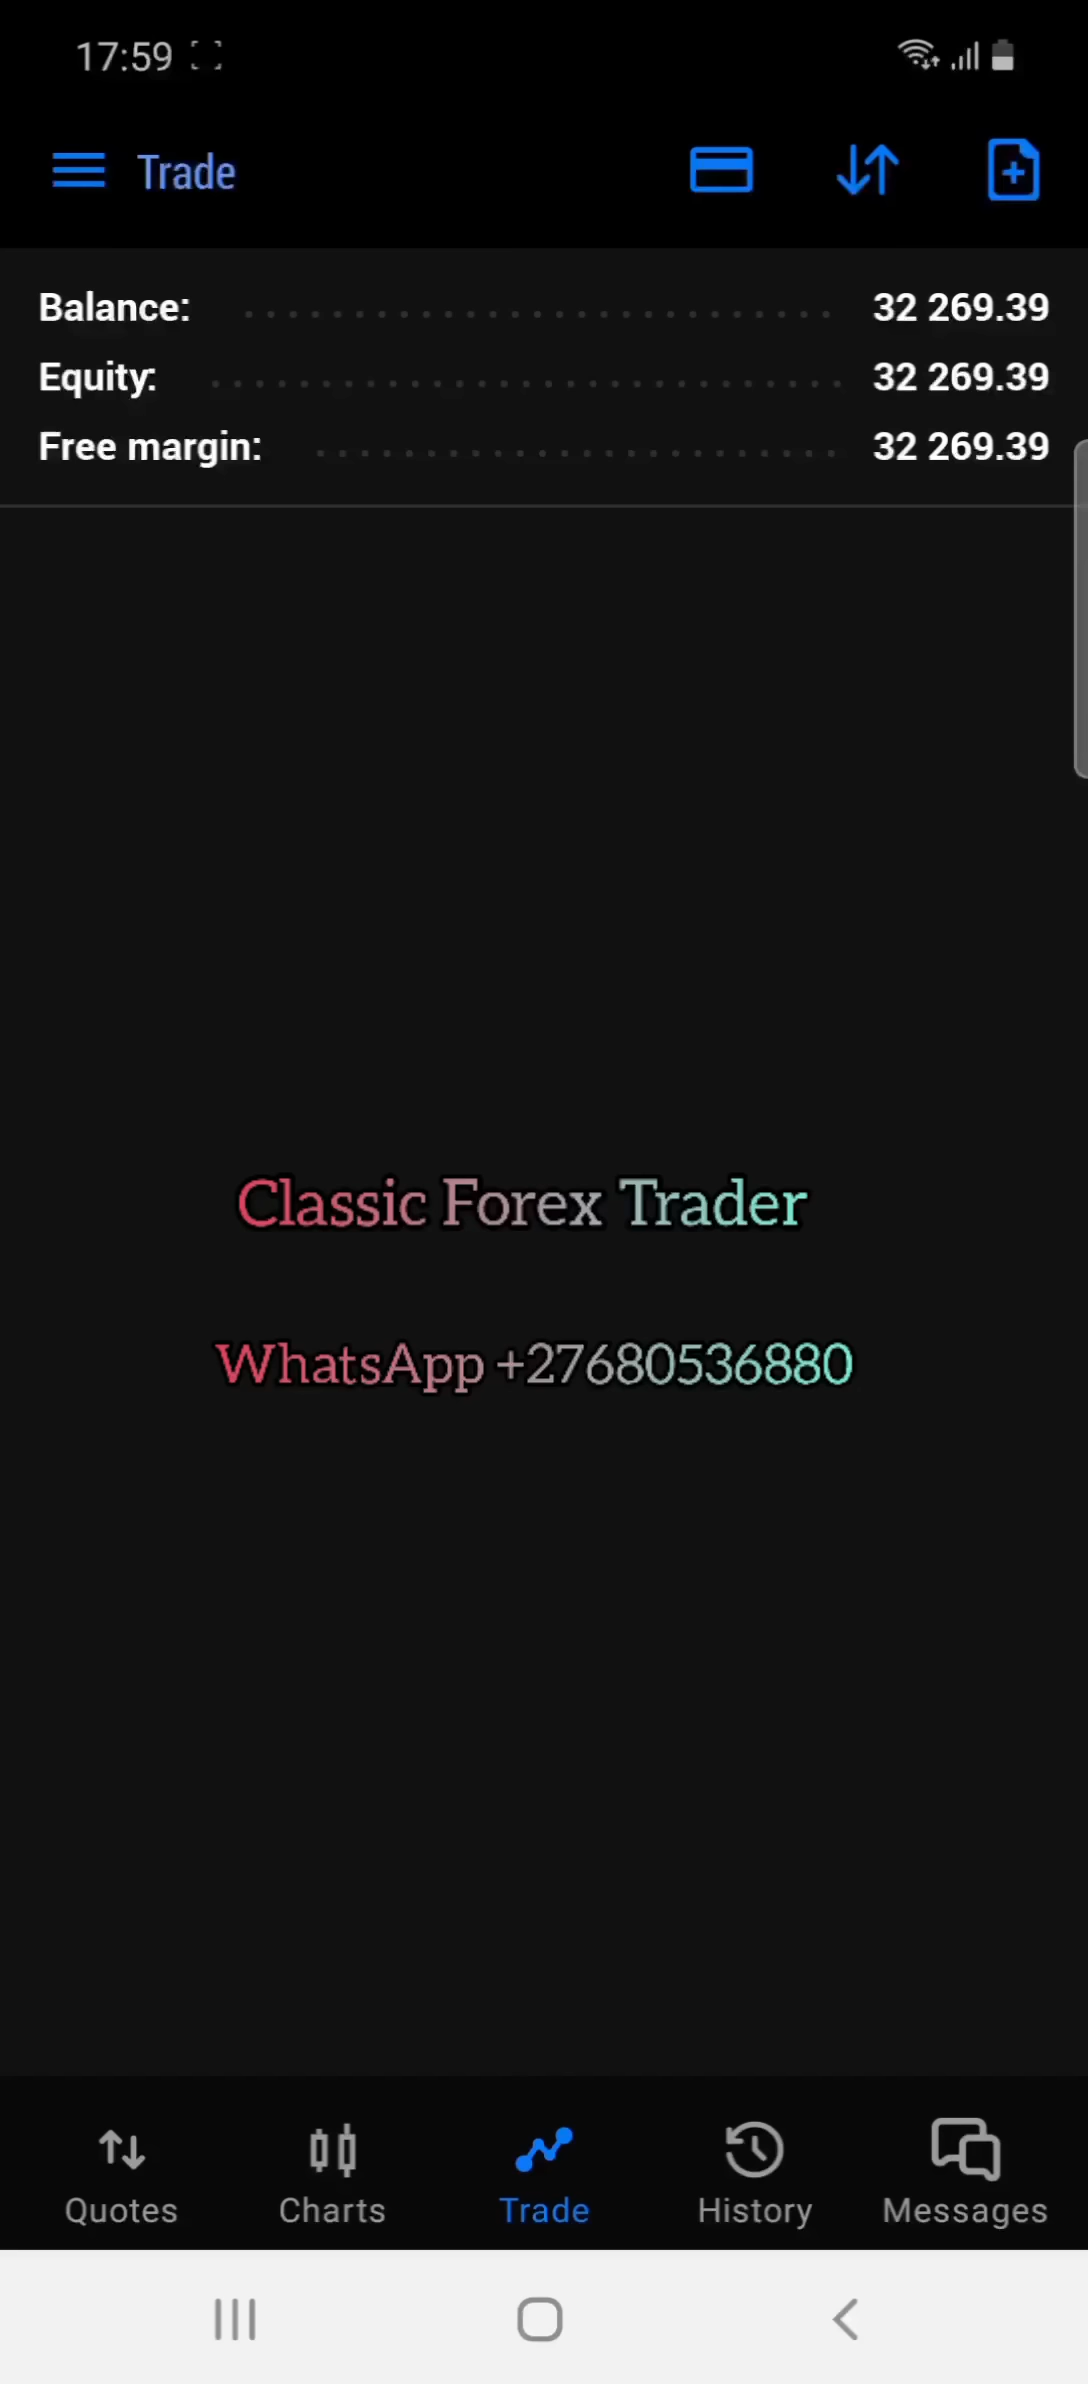 17:59
Trade
Balance: 32 269.39
Equity: 32 269.39
Free margin: 32 269.39
Classic Forex Trader
WhatsApp +27680536880
Quotes Charts Trade History Messages